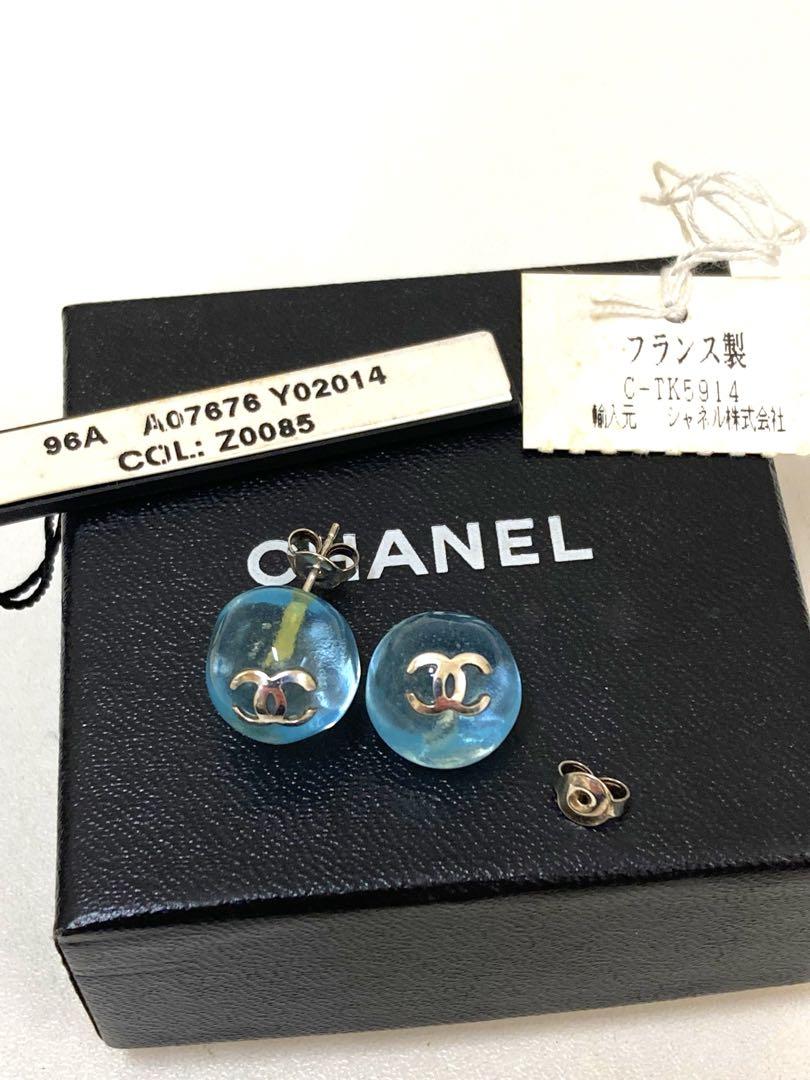 フランス製
C-TK5914
輸入元 シャネル株式会社
96A A07676 Y02014
COL: Z0085
CHANEL